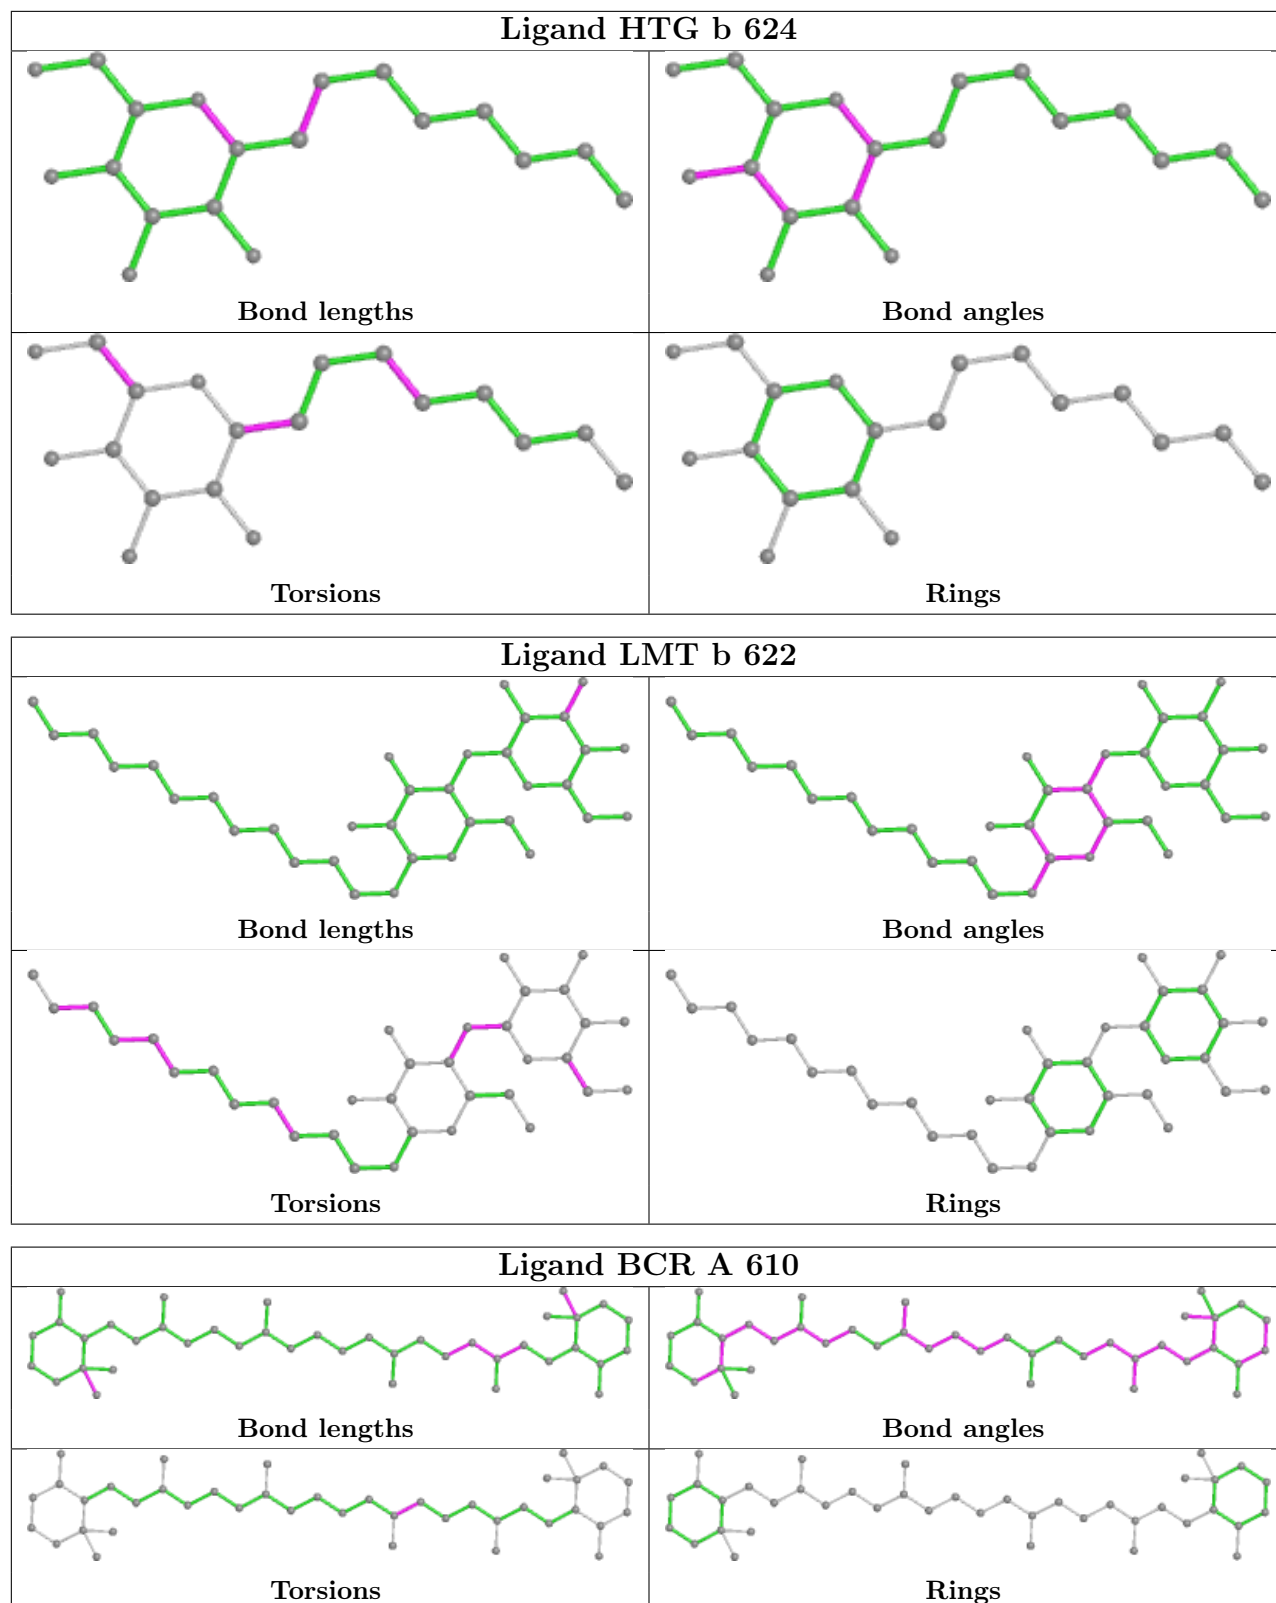 Ligand HTG b 624
Bond lengths
Bond angles
Torsions
Rings
Ligand LMT b 622
Bond lengths
Bond angles
Torsions
Rings
Ligand BCR A 610
Bond lengths
Bond angles
Torsions
Rings